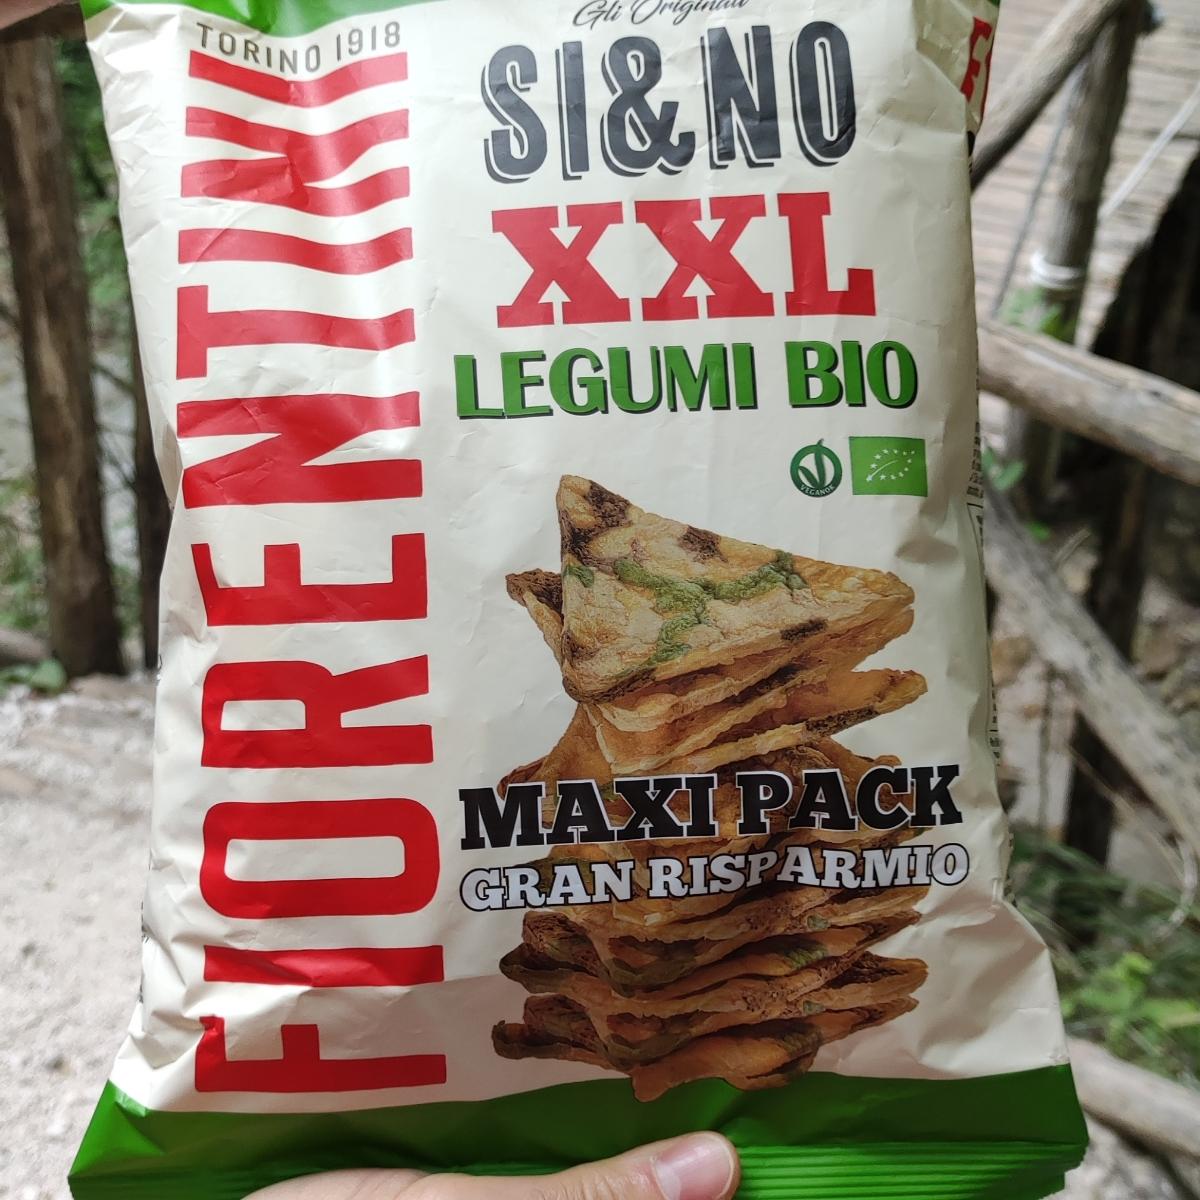 TORINO 1918
FIORENTINI
Gli Originali
SI&NO
XXL
LEGUMI BIO
VEGANOK
MAXI PACK
GRAN RISPARMIO